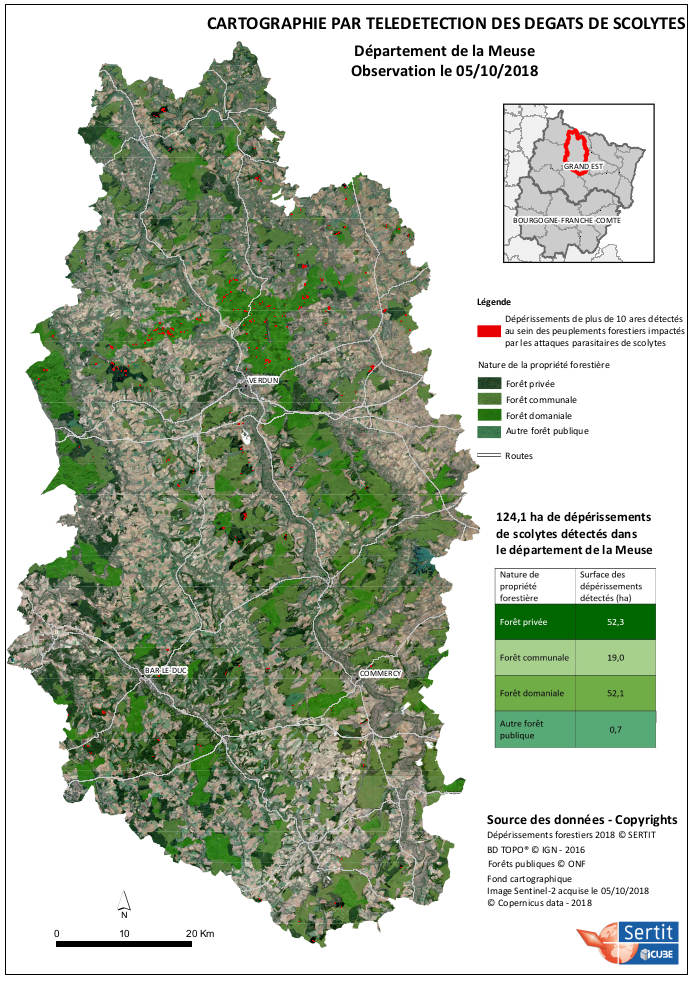 CARTOGRAPHIE PAR TELEDETECTION DES DEGATS DE SCOLYTES
Département de la Meuse
Observation le 05/10/2018
GRAND EST
BOURGOGNE-FRANCHE-COMTE
Légende
Dépérissements de plus de 10 ares détectés
au sein des peuplements forestiers impactés
par les attaques parasitaires de scolytes
Nature de la propriété forestière
Forêt privée
Forêt communale
Forêt domaniale
Autre forêt publique
Routes
VERDUN
BAR-LE-DUC
COMMERCY
124,1 ha de dépérissements
de scolytes détectés dans
le département de la Meuse
Nature de
propriété
forestière
Surface des
dépérissements
détectés (ha)
Forêt privée 52,3
Forêt communale 19,0
Forêt domaniale 52,1
Autre forêt
publique
0,7
Source des données - Copyrights
Dépérissements forestiers 2018 © SERTIT
BD TOPO® © IGN - 2016
Forêts publiques © ONF
Fond cartographique
Image Sentinel-2 acquise le 05/10/2018
© Copernicus data - 2018
N
0 10 20 Km
Sertit
ICUBE